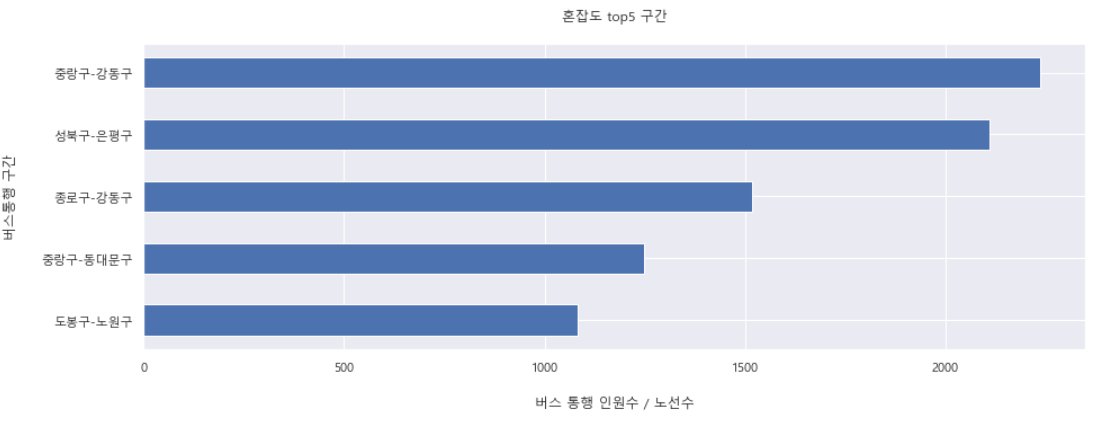 혼잡도 top5 구간
버스통행 구간
중랑구-강동구
성북구-은평구
종로구-강동구
중랑구-동대문구
도봉구-노원구
0 500 1000 1500 2000
버스 통행 인원수 / 노선수